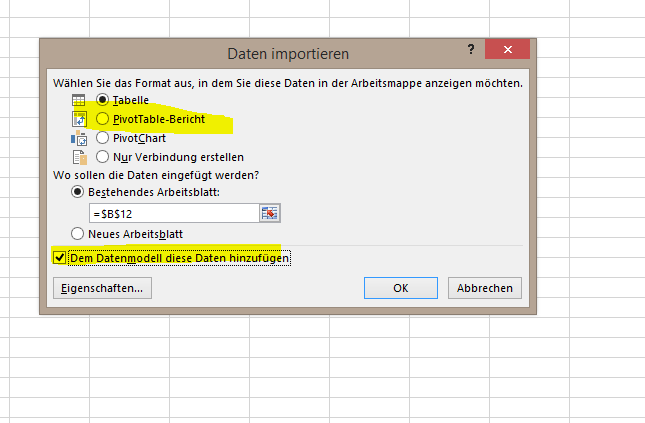 Daten importieren
?
Wählen Sie das Format aus, in dem Sie diese Daten in der Arbeitsmappe anzeigen möchten.
Tabelle
PivotTable-Bericht
PivotChart
Nur Verbindung erstellen
Wo sollen die Daten eingefügt werden?
Bestehendes Arbeitsblatt:
=$B$12
Neues Arbeitsblatt
Dem Datenmodell diese Daten hinzufügen
Eigenschaften... OK Abbrechen